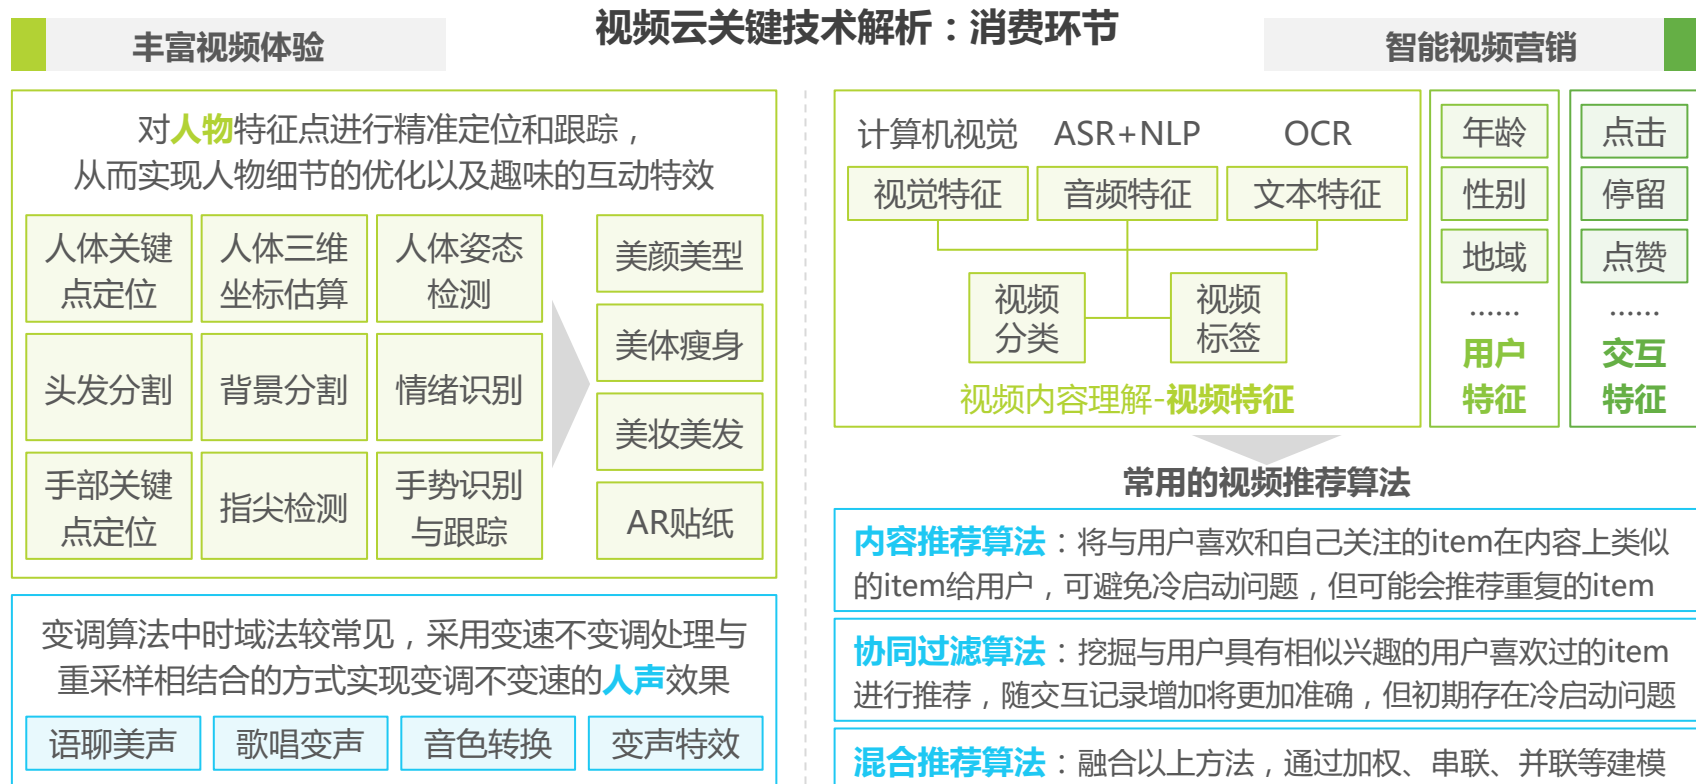 视频云关键技术解析：消费环节
丰富视频体验
对人物特征点进行精准定位和跟踪，
从而实现人物细节的优化以及趣味的互动特效
人体关键
点定位
人体三维
坐标估算
人体姿态
检测
头发分割
背景分割
情绪识别
手部关键
点定位
指尖检测
手势识别
与跟踪
美颜美型
美体瘦身
美妆美发
AR贴纸
变调算法中时域法较常见，采用变速不变调处理与
重采样相结合的方式实现变调不变速的人声效果
语聊美声
歌唱变声
音色转换
变声特效
智能视频营销
计算机视觉
ASR+NLP
OCR
视觉特征
音频特征
文本特征
视频
分类
视频
标签
视频内容理解-视频特征
年龄
性别
地域
......
用户
特征
点击
停留
点赞
......
交互
特征
常用的视频推荐算法
内容推荐算法：将与用户喜欢和自己关注的item在内容上类似
的item给用户，可避免冷启动问题，但可能会推荐重复的item
协同过滤算法：挖掘与用户具有相似兴趣的用户喜欢过的item
进行推荐，随交互记录增加将更加准确，但初期存在冷启动问题
混合推荐算法：融合以上方法，通过加权、串联、并联等建模